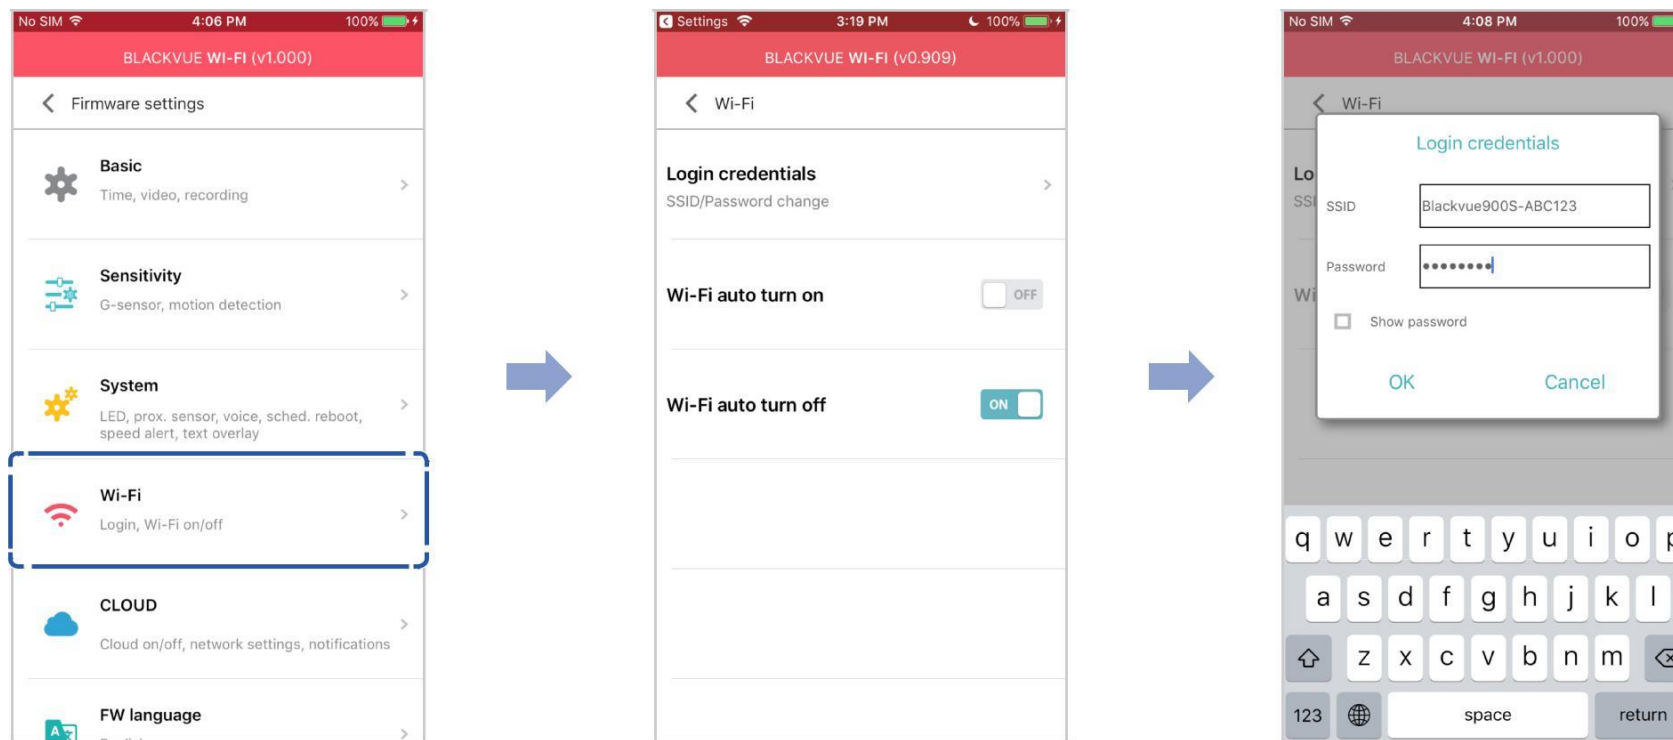 No SIM 4:06 PM 100%
BLACKVUE WI-FI (v1.000)
Firmware settings
Basic
Time, video, recording
Sensitivity
G-sensor, motion detection
System
LED, prox. sensor, voice, sched. reboot,
speed alert, text overlay
Wi-Fi
Login, Wi-Fi on/off
CLOUD
Cloud on/off, network settings, notifications
FW language
Settings 3:19 PM 100%
BLACKVUE WI-FI (v0.909)
Wi-Fi
Login credentials
SSID/Password change
Wi-Fi auto turn on OFF
Wi-Fi auto turn off ON
No SIM 4:08 PM 100%
BLACKVUE WI-FI (v1.000)
Wi-Fi
Lo
SSI
Wi
Login credentials
SSID Blackvue900S-ABC123
Password ••••••••
Show password
OK Cancel
q w e r t y u i o p
a s d f g h j k l
z x c v b n m
123 space return